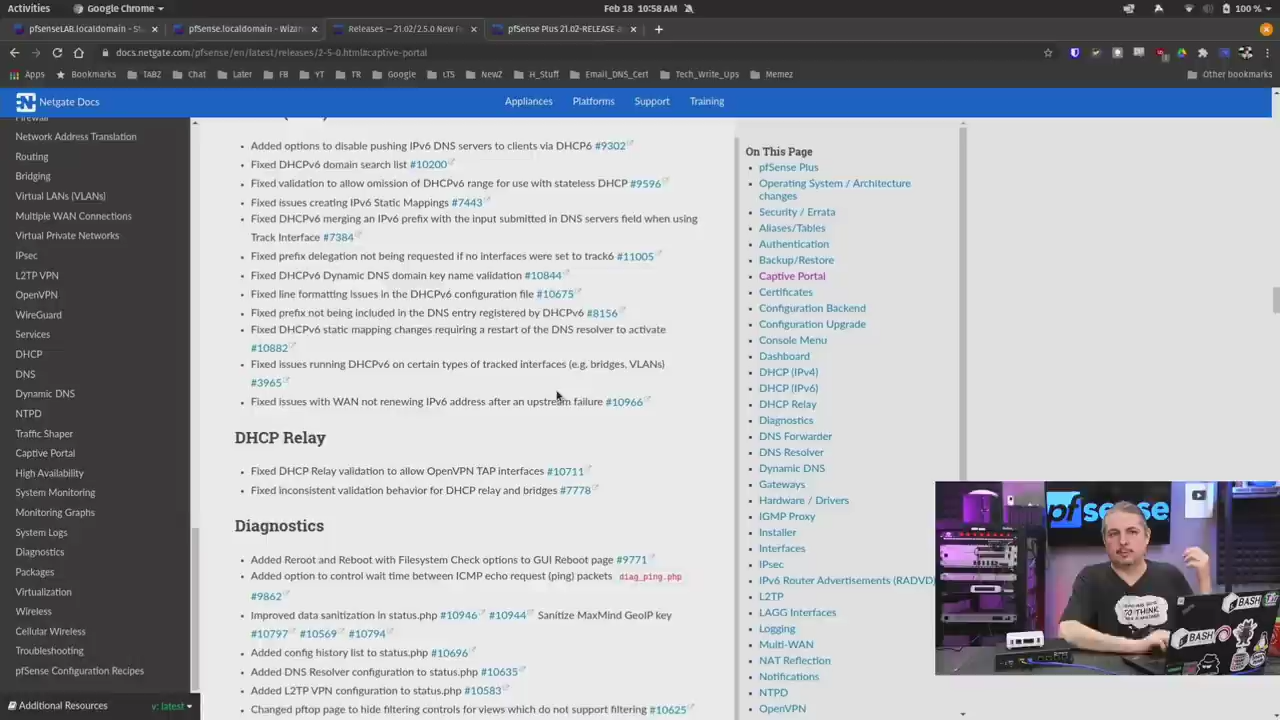 Activities
Google Chrome
Feb 18 10:58 AM
100 %
pfsenseLAB.localdomain - S
pfSense.localdomain - Wizar
Releases — 21.02/2.5.0 New F
pfSense Plus 21.02-RELEASE a
docs.netgate.com/pfsense/en/latest/releases/2-5-0.html#captive-portal
Apps
Bookmarks
TABZ
Chat
Later
FB
YT
TR
Google
LTS
NewZ
H_Stuff
Email_DNS_Cert
Tech_Write_Ups
Memez
Other bookmarks
Netgate Docs
Appliances
Platforms
Support
Training
Firewall
Network Address Translation
Routing
Bridging
Virtual LANs (VLANs)
Multiple WAN Connections
Virtual Private Networks
IPsec
L2TP VPN
OpenVPN
WireGuard
Services
DHCP
DNS
Dynamic DNS
NTPD
Traffic Shaper
Captive Portal
High Availability
System Monitoring
Monitoring Graphs
System Logs
Diagnostics
Packages
Virtualization
Wireless
Cellular Wireless
Troubleshooting
pfSense Configuration Recipes
Additional Resources
v: latest
Added options to disable pushing IPv6 DNS servers to clients via DHCP6 #9302
Fixed DHCPv6 domain search list #10200
Fixed validation to allow omission of DHCPv6 range for use with stateless DHCP #9596
Fixed issues creating IPv6 Static Mappings #7443
Fixed DHCPv6 merging an IPv6 prefix with the input submitted in DNS servers field when using
Track Interface #7384
Fixed prefix delegation not being requested if no interfaces were set to track6 #11005
Fixed DHCPv6 Dynamic DNS domain key name validation #10844
Fixed line formatting issues in the DHCPv6 configuration file #10675
Fixed prefix not being included in the DNS entry registered by DHCPv6 #8156
Fixed DHCPv6 static mapping changes requiring a restart of the DNS resolver to activate
#10882
Fixed issues running DHCPv6 on certain types of tracked interfaces (e.g. bridges, VLANs)
#3965
Fixed issues with WAN not renewing IPv6 address after an upstream failure #10966
DHCP Relay
Fixed DHCP Relay validation to allow OpenVPN TAP interfaces #10711
Fixed inconsistent validation behavior for DHCP relay and bridges #7778
Diagnostics
Added Reroot and Reboot with Filesystem Check options to GUI Reboot page #9771
Added option to control wait time between ICMP echo request (ping) packets diag_ping.php
#9862
Improved data sanitization in status.php #10946 #10944 Sanitize MaxMind GeoIP key
#10797 #10569 #10794
Added config history list to status.php #10696
Added DNS Resolver configuration to status.php #10635
Added L2TP VPN configuration to status.php #10583
Changed pftop page to hide filtering controls for views which do not support filtering #10625
On This Page
pfSense Plus
Operating System / Architecture
changes
Security / Errata
Aliases/Tables
Authentication
Backup/Restore
Captive Portal
Certificates
Configuration Backend
Configuration Upgrade
Console Menu
Dashboard
DHCP (IPv4)
DHCP (IPv6)
DHCP Relay
Diagnostics
DNS Forwarder
DNS Resolver
Dynamic DNS
Gateways
Hardware / Drivers
IGMP Proxy
Installer
Interfaces
IPsec
IPv6 Router Advertisements (RADVD)
L2TP
LAGG Interfaces
Logging
Multi-WAN
NAT Reflection
Notifications
NTPD
OpenVPN
pfsense
TO THINK
BASH
BASH